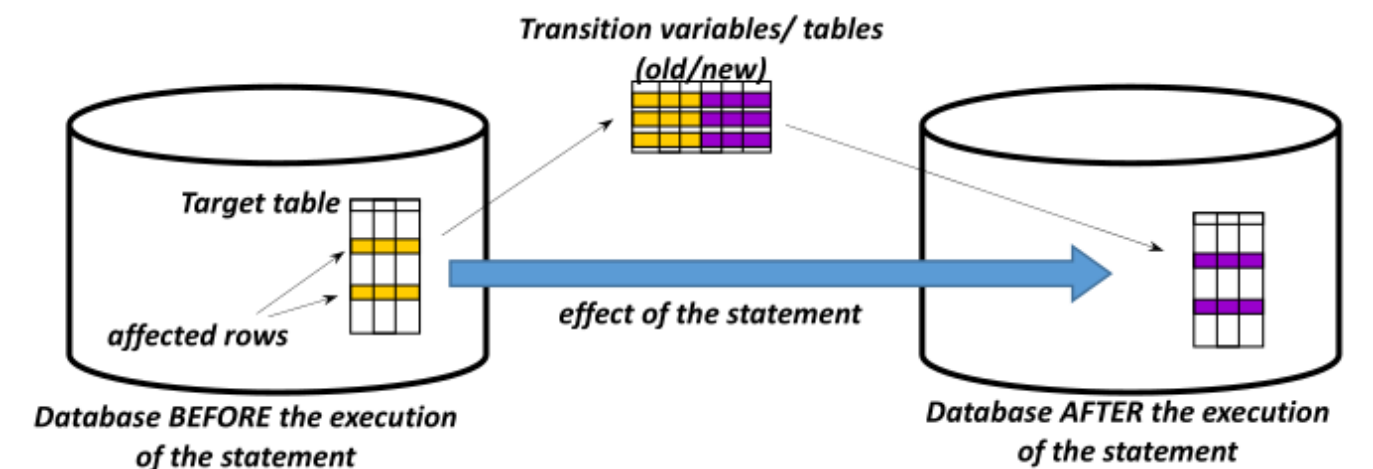 Transition variables/ tables
(old/new)
Target table
affected rows
effect of the statement
Database BEFORE the execution
of the statement
Database AFTER the execution
of the statement